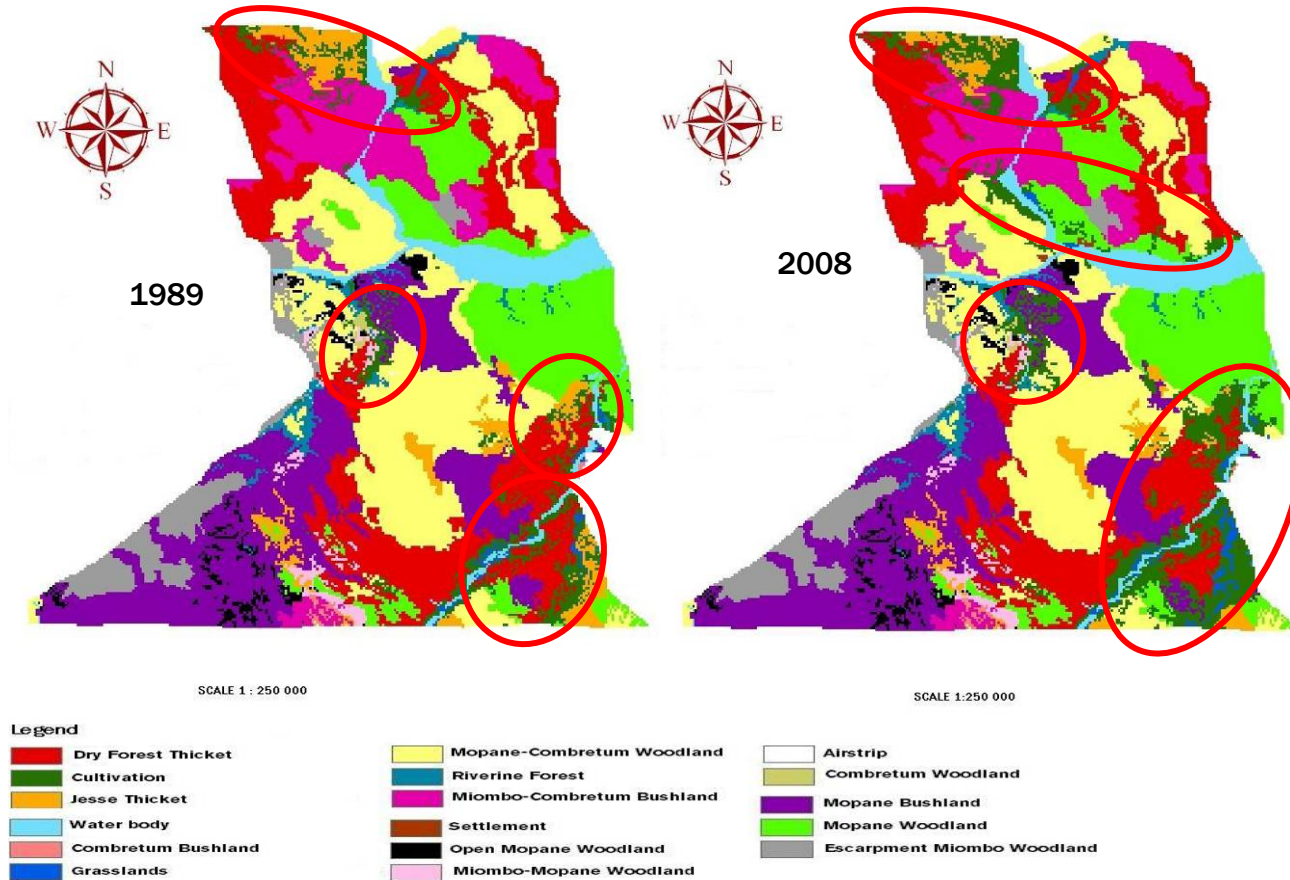 N
W E
S
1989
N
W E
S
2008
SCALE 1 : 250 000
SCALE 1:250 000
Legend
Dry Forest Thicket
Cultivation
Jesse Thicket
Water body
Combretum Bushland
Grasslands
Mopane-Combretum Woodland
Riverine Forest
Miombo-Combretum Bushland
Settlement
Open Mopane Woodland
Miombo-Mopane Woodland
Airstrip
Combretum Woodland
Mopane Bushland
Mopane Woodland
Escarpment Miombo Woodland